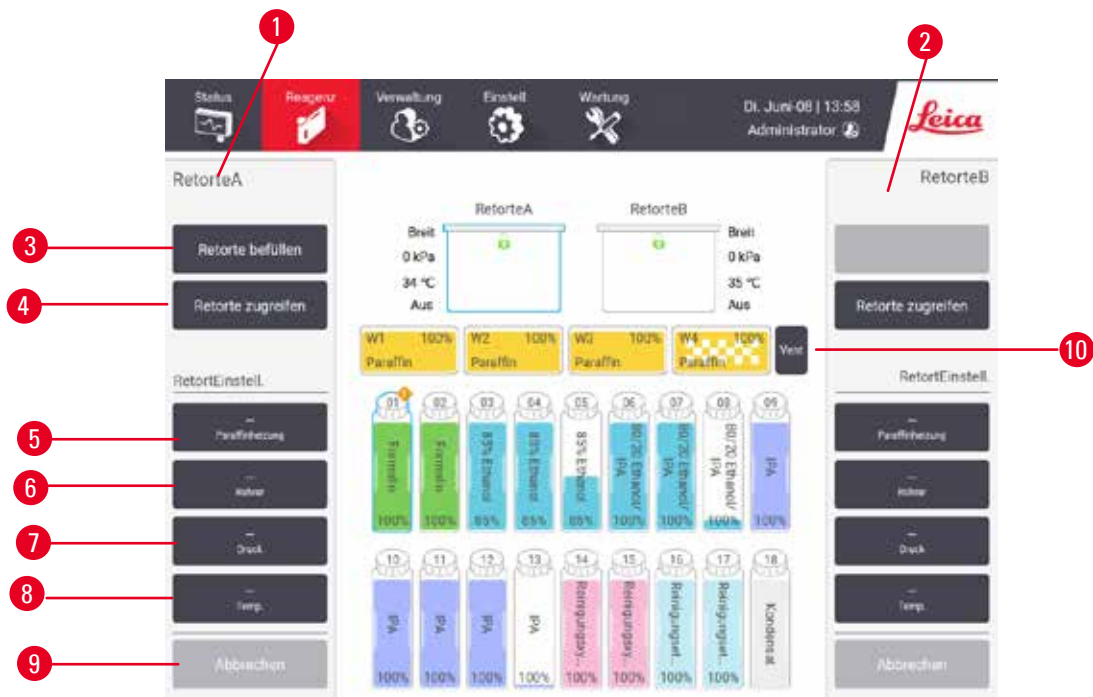 1
2
Status Reagenz Verwaltung Einstell Wartung
Di. Juni-08 | 13:58
Administrator
Leica
RetorteA
RetorteB
3
Retorte befüllen
4
Retorte zugreifen
Retorte zugreifen
RetorteA RetorteB
Breit
0 kPa
34 °C
Aus
Breit
0 kPa
35 °C
Aus
W1 100%
Paraffin
W2 100%
Paraffin
W3 100%
Paraffin
W4 100%
Paraffin
Vent
10
RetortEinstell.
RetortEinstell.
5
Paraffinheizung
Paraffinheizung
6
Rührer
Rührer
7
Druck
Druck
8
Temp.
Temp.
9
Abbrechen
Abbrechen
01 02 03 04 05 06 07 08 09
Formalin
Formalin
85% Ethanol
85% Ethanol
85% Ethanol
80/20 Ethanol/
IPA
80/20 Ethanol/
IPA
80/20 Ethanol/
IPA
IPA
100% 100% 85% 85% 85% 100% 100% 100% 100%
10 11 12 13 14 15 16 17 18
IPA
IPA
IPA
IPA
Reinigungsxy...
Reinigungsxy...
Reinigungset...
Reinigungset...
Kondensat
100% 100% 100% 100% 100% 100% 100% 100%